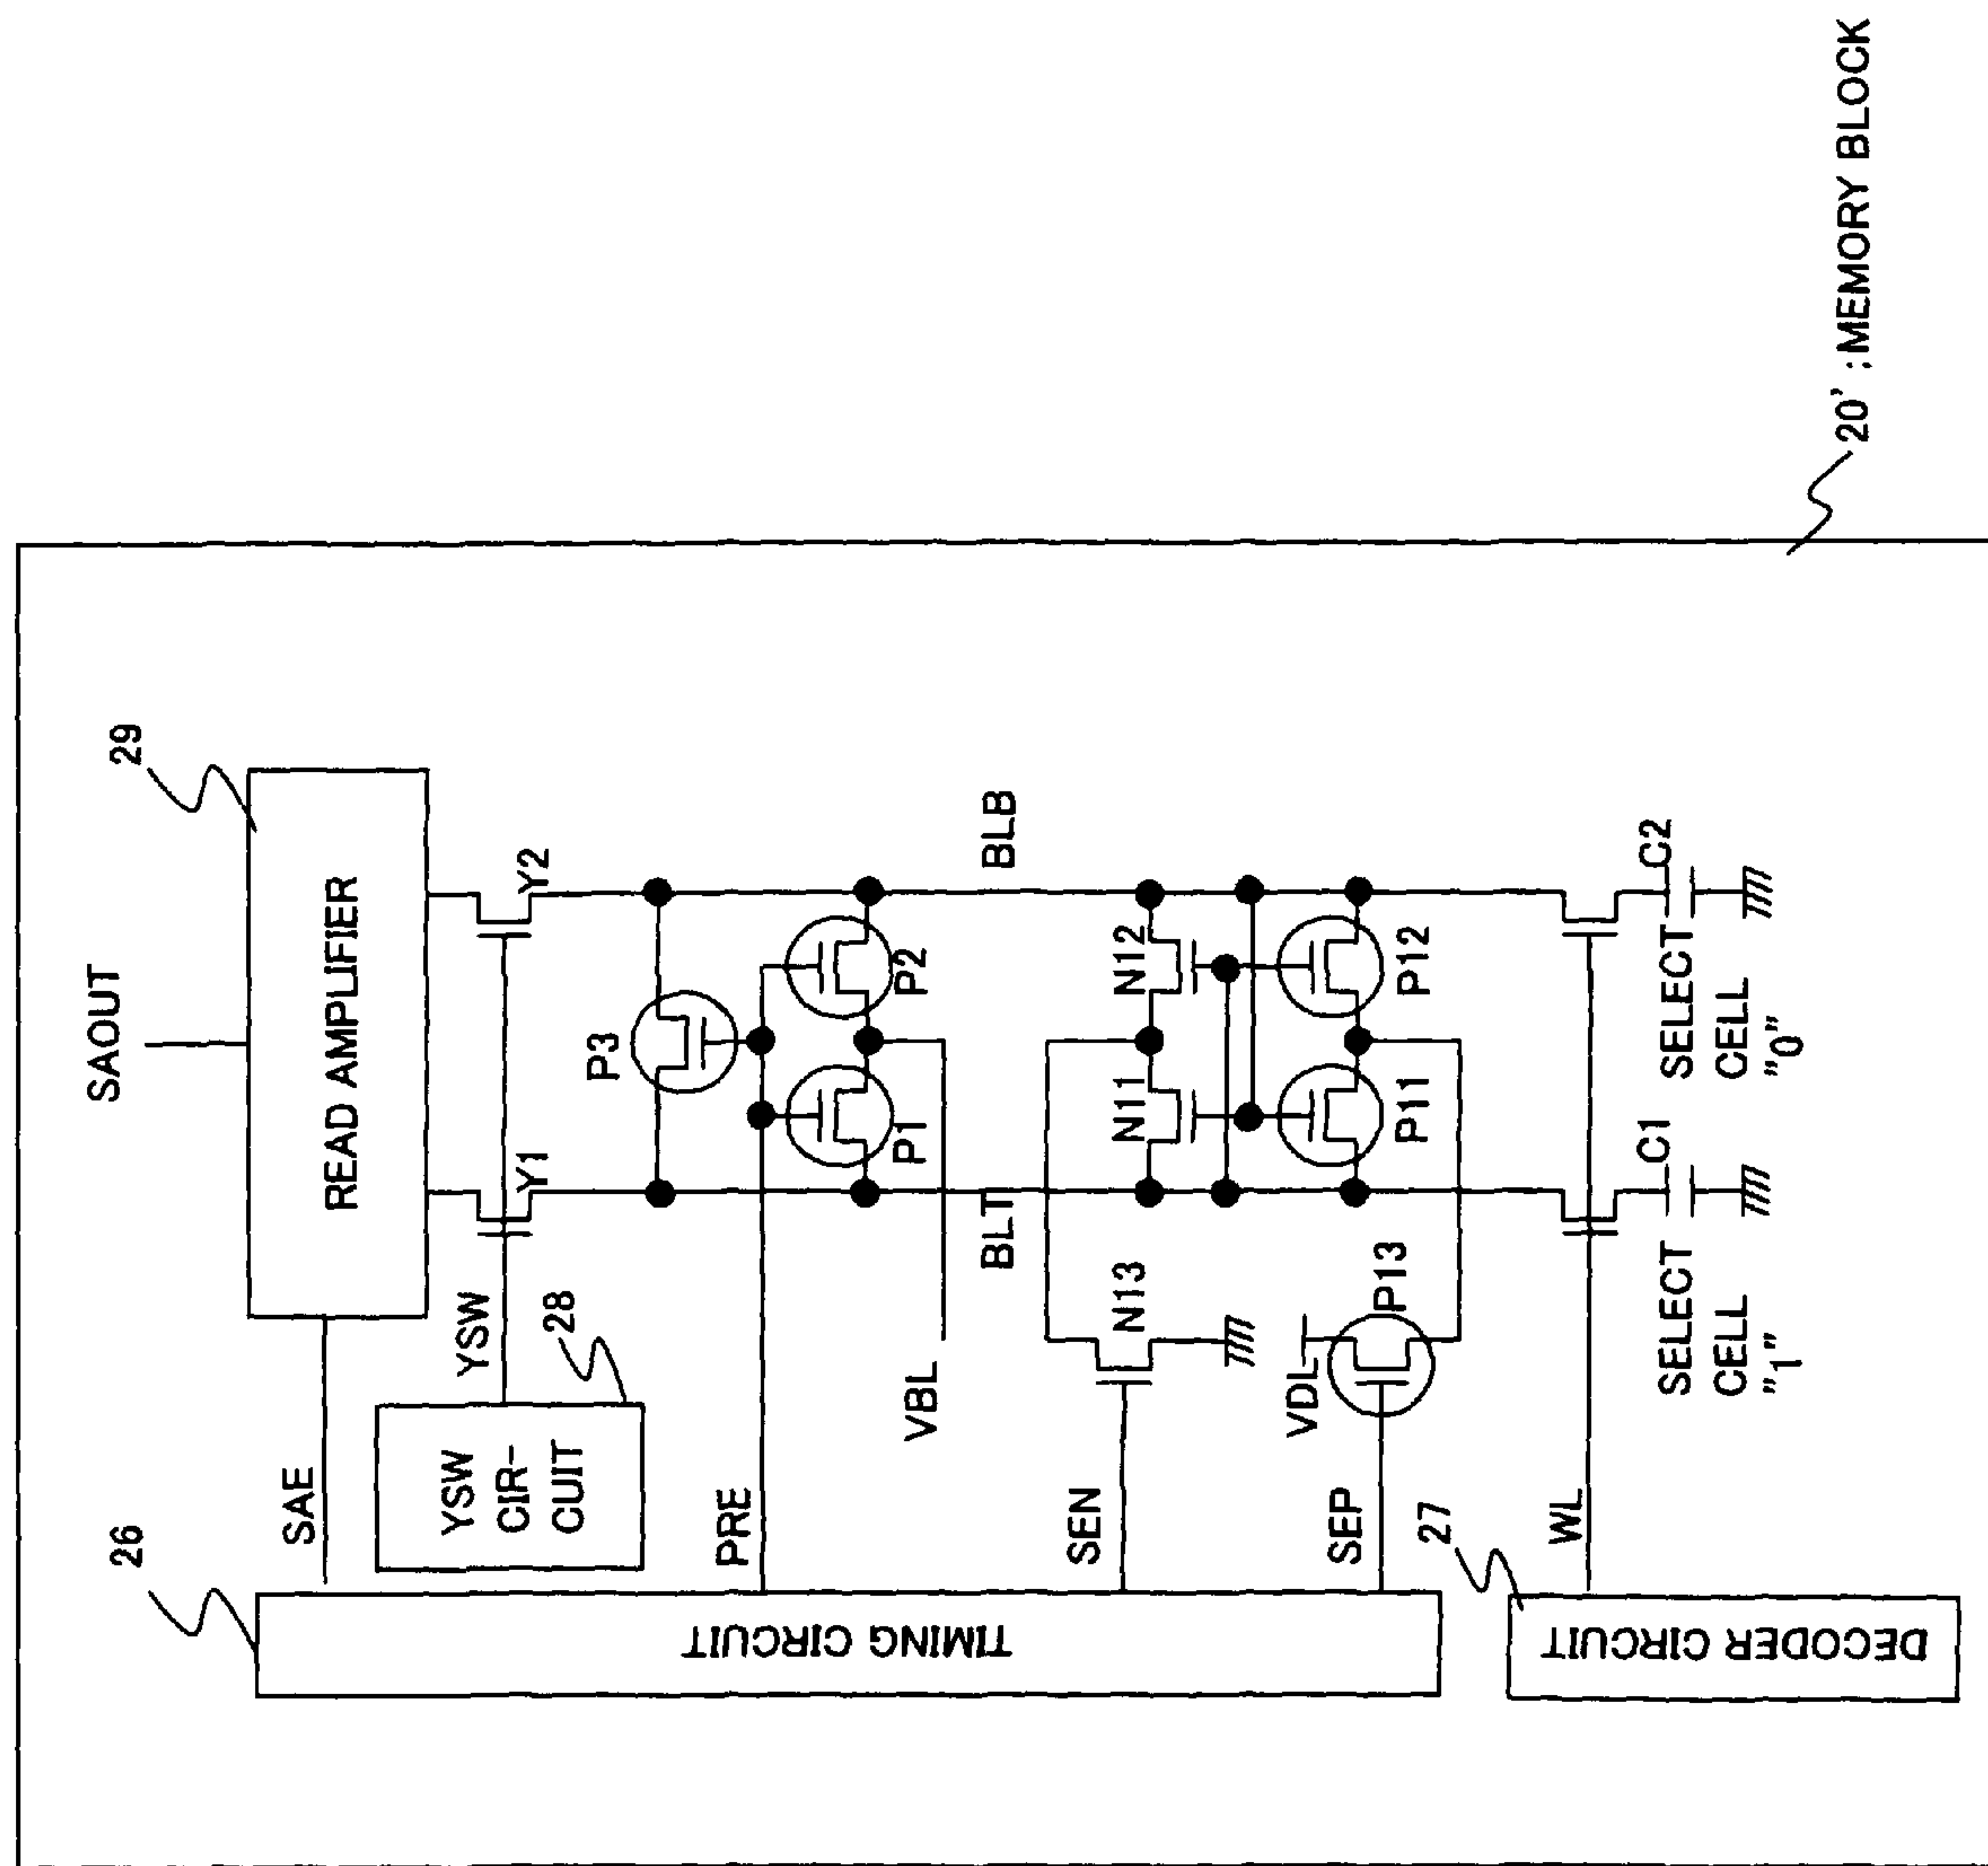 20' : MEMORY BLOCK
SAOUT
29
READ AMPLIFIER
26
SAE
YSW
28
YSW
CIR-
CUIT
Y1
Y2
P3
PRE
P1
P2
VBL
BLT
BLB
TIMING CIRCUIT
SEN
N13
N11
N12
SEP
VDL
P13
P11
P12
27
WL
DECODER CIRCUIT
C1
C2
SELECT
CELL
"1"
SELECT
CELL
"0"